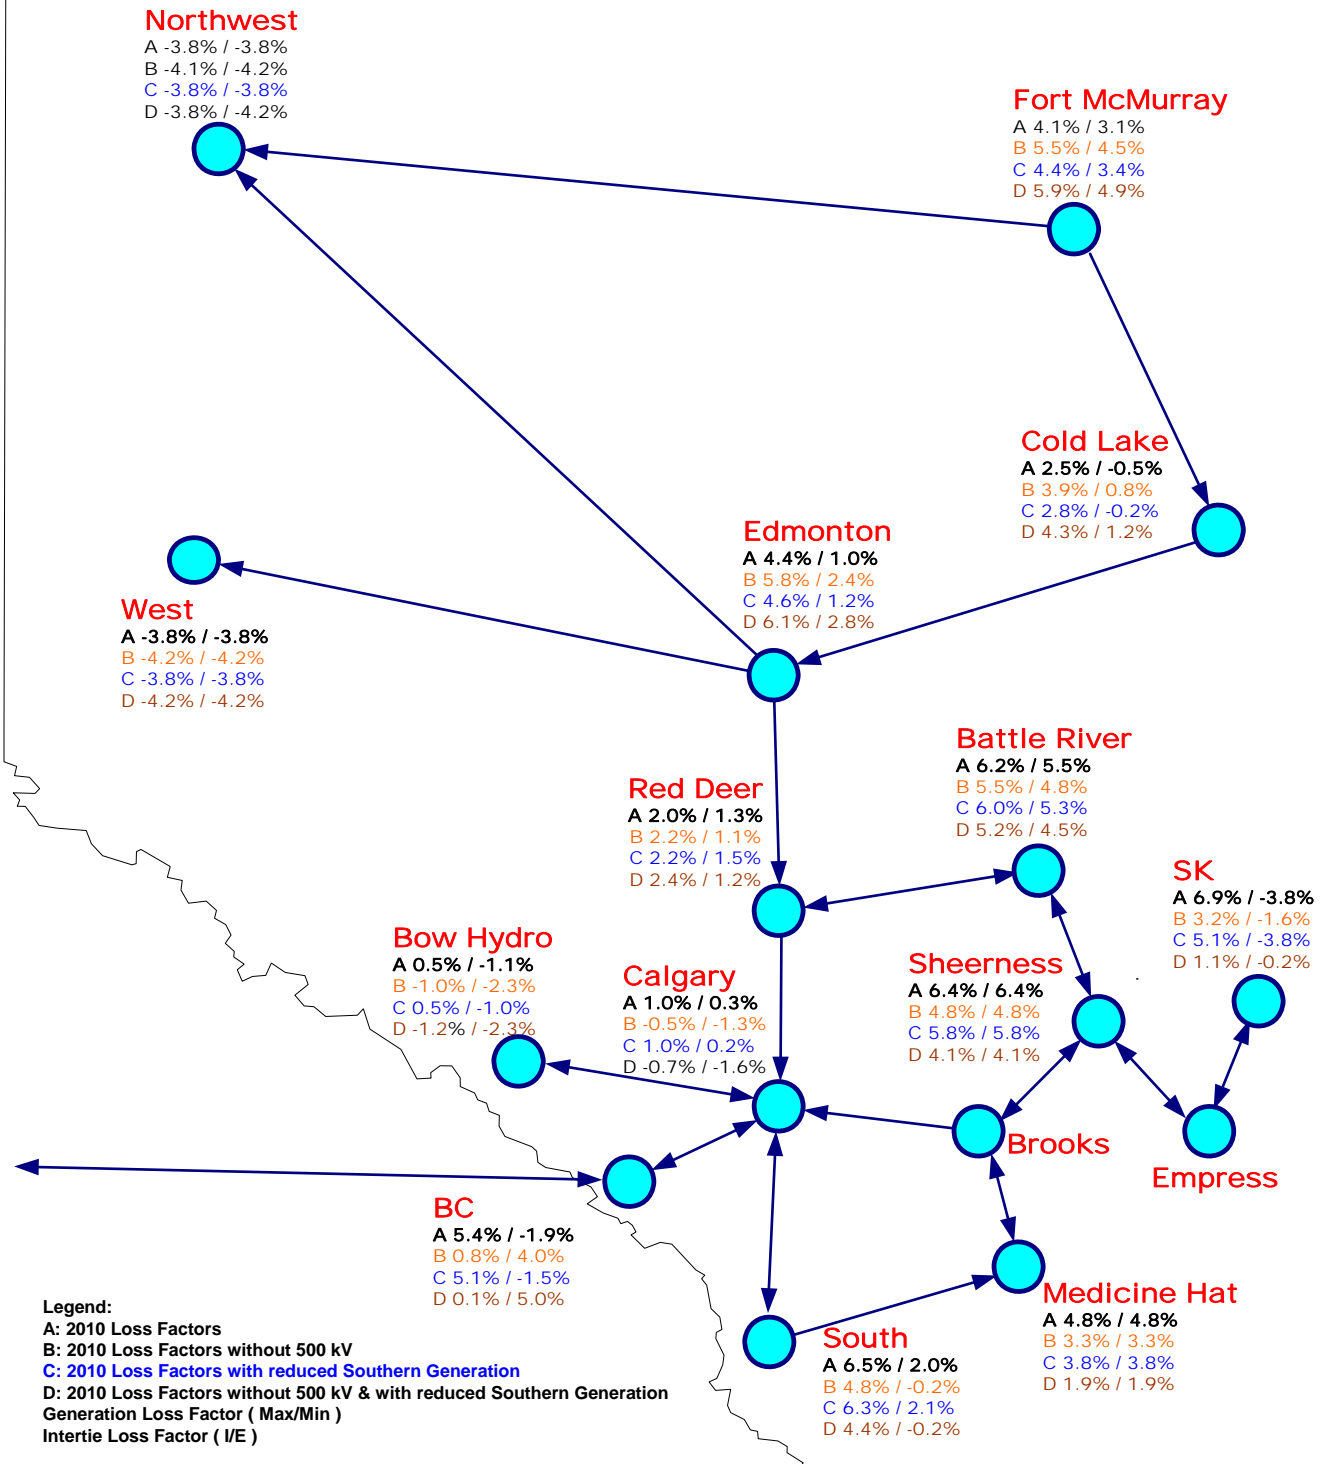 Northwest
A -3.8% / -3.8%
B -4.1% / -4.2%
C -3.8% / -3.8%
D -3.8% / -4.2%
Fort McMurray
A 4.1% / 3.1%
B 5.5% / 4.5%
C 4.4% / 3.4%
D 5.9% / 4.9%
Cold Lake
A 2.5% / -0.5%
B 3.9% / 0.8%
C 2.8% / -0.2%
D 4.3% / 1.2%
Edmonton
A 4.4% / 1.0%
B 5.8% / 2.4%
C 4.6% / 1.2%
D 6.1% / 2.8%
West
A -3.8% / -3.8%
B -4.2% / -4.2%
C -3.8% / -3.8%
D -4.2% / -4.2%
Battle River
A 6.2% / 5.5%
B 5.5% / 4.8%
C 6.0% / 5.3%
D 5.2% / 4.5%
Red Deer
A 2.0% / 1.3%
B 2.2% / 1.1%
C 2.2% / 1.5%
D 2.4% / 1.2%
SK
A 6.9% / -3.8%
B 3.2% / -1.6%
C 5.1% / -3.8%
D 1.1% / -0.2%
Bow Hydro
A 0.5% / -1.1%
B -1.0% / -2.3%
C 0.5% / -1.0%
D -1.2% / -2.3%
Calgary
A 1.0% / 0.3%
B -0.5% / -1.3%
C 1.0% / 0.2%
D -0.7% / -1.6%
Sheerness
A 6.4% / 6.4%
B 4.8% / 4.8%
C 5.8% / 5.8%
D 4.1% / 4.1%
Brooks
Empress
BC
A 5.4% / -1.9%
B 0.8% / 4.0%
C 5.1% / -1.5%
D 0.1% / 5.0%
Medicine Hat
A 4.8% / 4.8%
B 3.3% / 3.3%
C 3.8% / 3.8%
D 1.9% / 1.9%
South
A 6.5% / 2.0%
B 4.8% / -0.2%
C 6.3% / 2.1%
D 4.4% / -0.2%
Legend:
A: 2010 Loss Factors
B: 2010 Loss Factors without 500 kV
C: 2010 Loss Factors with reduced Southern Generation
D: 2010 Loss Factors without 500 kV & with reduced Southern Generation
Generation Loss Factor ( Max/Min )
Intertie Loss Factor ( I/E )